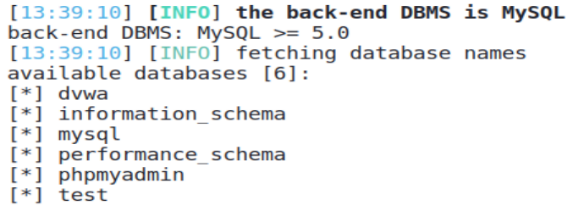 [13:39:10] [INFO] the back-end DBMS is MySQL
back-end DBMS: MySQL >= 5.0
[13:39:10] [INFO] fetching database names
available databases [6]:
[*] dvwa
[*] information_schema
[*] mysql
[*] performance_schema
[*] phpmyadmin
[*] test